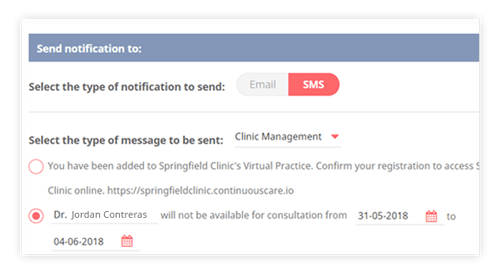 Send notification to:
Select the type of notification to send: Email SMS
Select the type of message to be sent: Clinic Management
You have been added to Springfield Clinic's Virtual Practice. Confirm your registration to access S
Clinic online. https://springfieldclinic.continuouscare.io
Dr. Jordan Contreras will not be available for consultation from 31-05-2018 to
04-06-2018